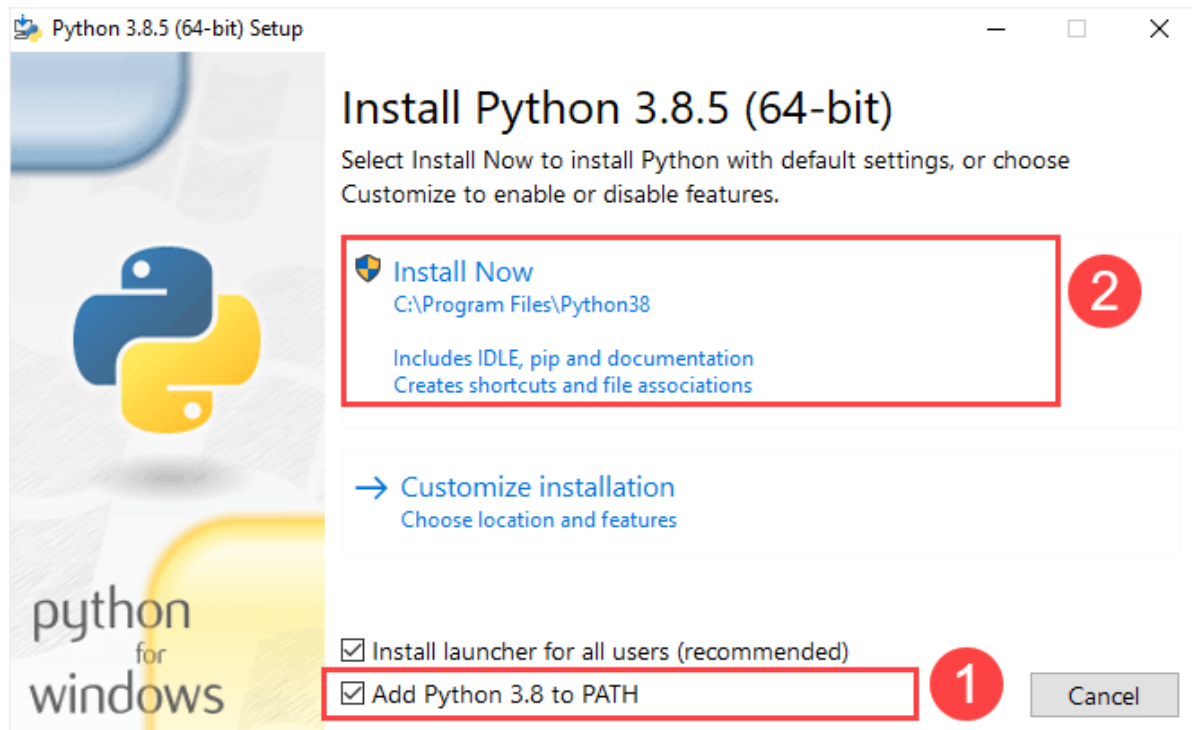 Python 3.8.5 (64-bit) Setup
Install Python 3.8.5 (64-bit)
Select Install Now to install Python with default settings, or choose
Customize to enable or disable features.
Install Now
C:\Program Files\Python38
2
Includes IDLE, pip and documentation
Creates shortcuts and file associations
Customize installation
Choose location and features
python
for
windows
Install launcher for all users (recommended)
Add Python 3.8 to PATH
1
Cancel